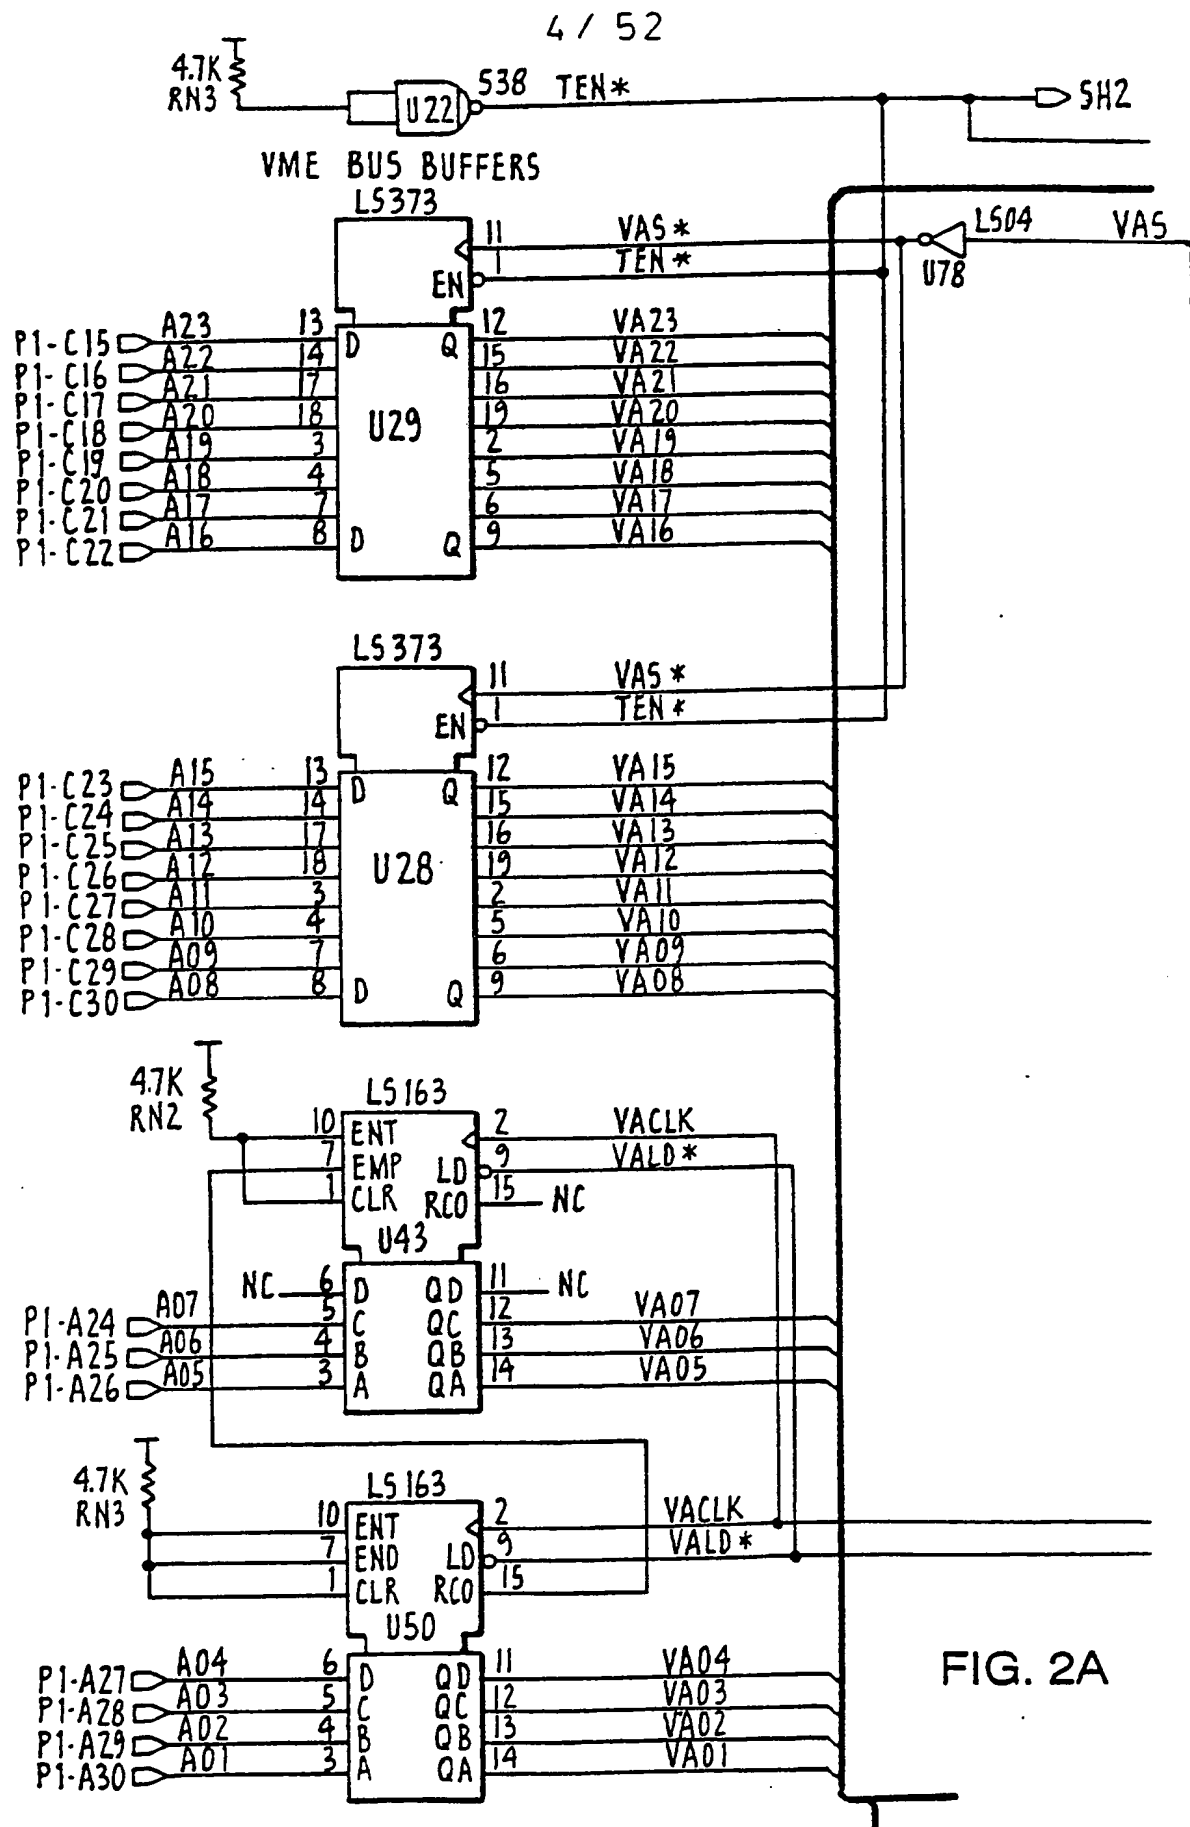 4 / 52
4.7K
RN3
U22
S38
TEN*
SH2
VME BUS BUFFERS
LS373
11
VAS*
LS04
VAS
1
TEN*
EN
U78
P1-C15 A23 13 D Q 12 VA23
P1-C16 A22 14 15 VA22
P1-C17 A21 17 16 VA21
P1-C18 A20 18 U29 19 VA20
P1-C19 A19 3 2 VA19
P1-C20 A18 4 5 VA18
P1-C21 A17 7 6 VA17
P1-C22 A16 8 D Q 9 VA16
LS373
11 VAS*
EN 1 TEN*
P1-C23 A15 13 D Q 12 VA15
P1-C24 A14 14 15 VA14
P1-C25 A13 17 16 VA13
P1-C26 A12 18 U28 19 VA12
P1-C27 A11 3 2 VA11
P1-C28 A10 4 5 VA10
P1-C29 A09 7 6 VA09
P1-C30 A08 8 D Q 9 VA08
4.7K
RN2
LS163
10 ENT 2 VACLK
7 EMP LD 9 VALD*
1 CLR RCO 15 NC
U43
NC 6 D QD 11 NC
P1-A24 A07 5 C QC 12 VA07
P1-A25 A06 4 B QB 13 VA06
P1-A26 A05 3 A QA 14 VA05
4.7K
RN3
LS163
10 ENT 2 VACLK
7 END LD 9 VALD*
1 CLR RCO 15
U50
P1-A27 A04 6 D QD 11 VA04
P1-A28 A03 5 C QC 12 VA03
P1-A29 A02 4 B QB 13 VA02
P1-A30 A01 3 A QA 14 VA01
FIG. 2A